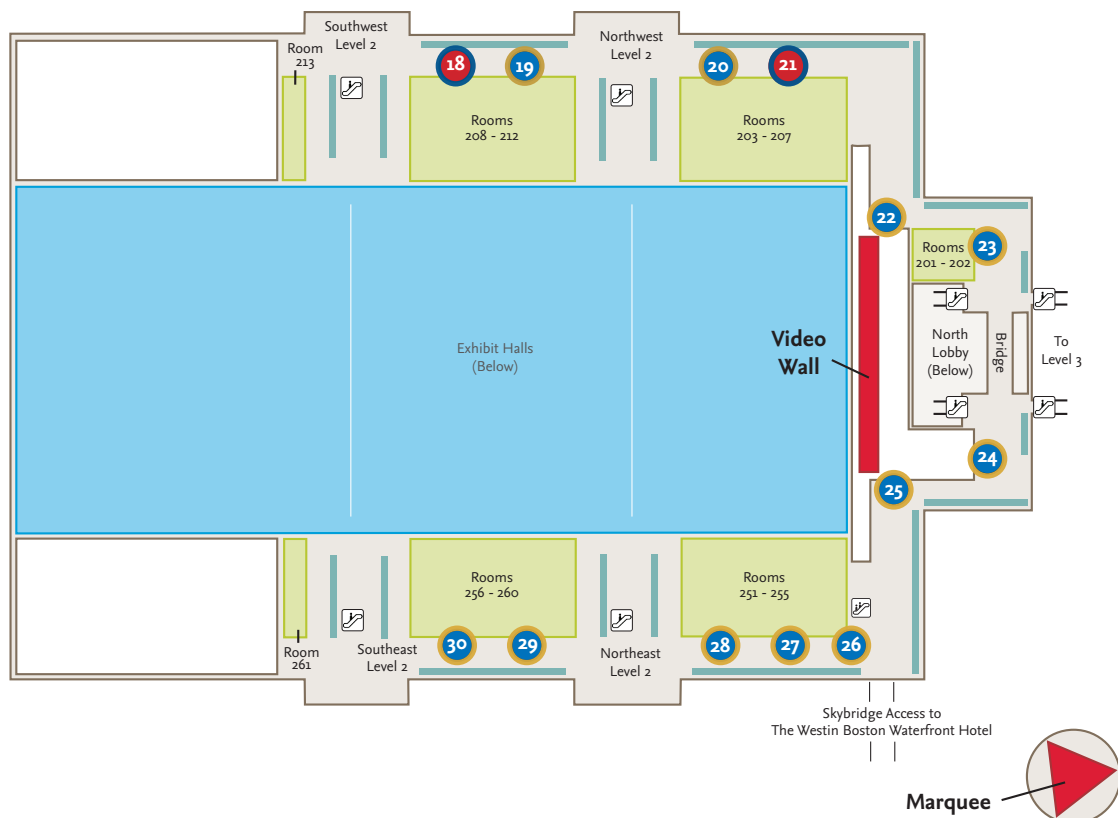 Southwest
Level 2
Northwest
Level 2
Room
213
18
19
20
21
Rooms
208 - 212
Rooms
203 - 207
22
23
Rooms
201 - 202
Exhibit Halls
(Below)
Video
Wall
North
Lobby
(Below)
Bridge
To
Level 3
24
25
Rooms
256 - 260
Rooms
251 - 255
30
29
28
27
26
Room
261
Southeast
Level 2
Northeast
Level 2
Skybridge Access to
The Westin Boston Waterfront Hotel
Marquee